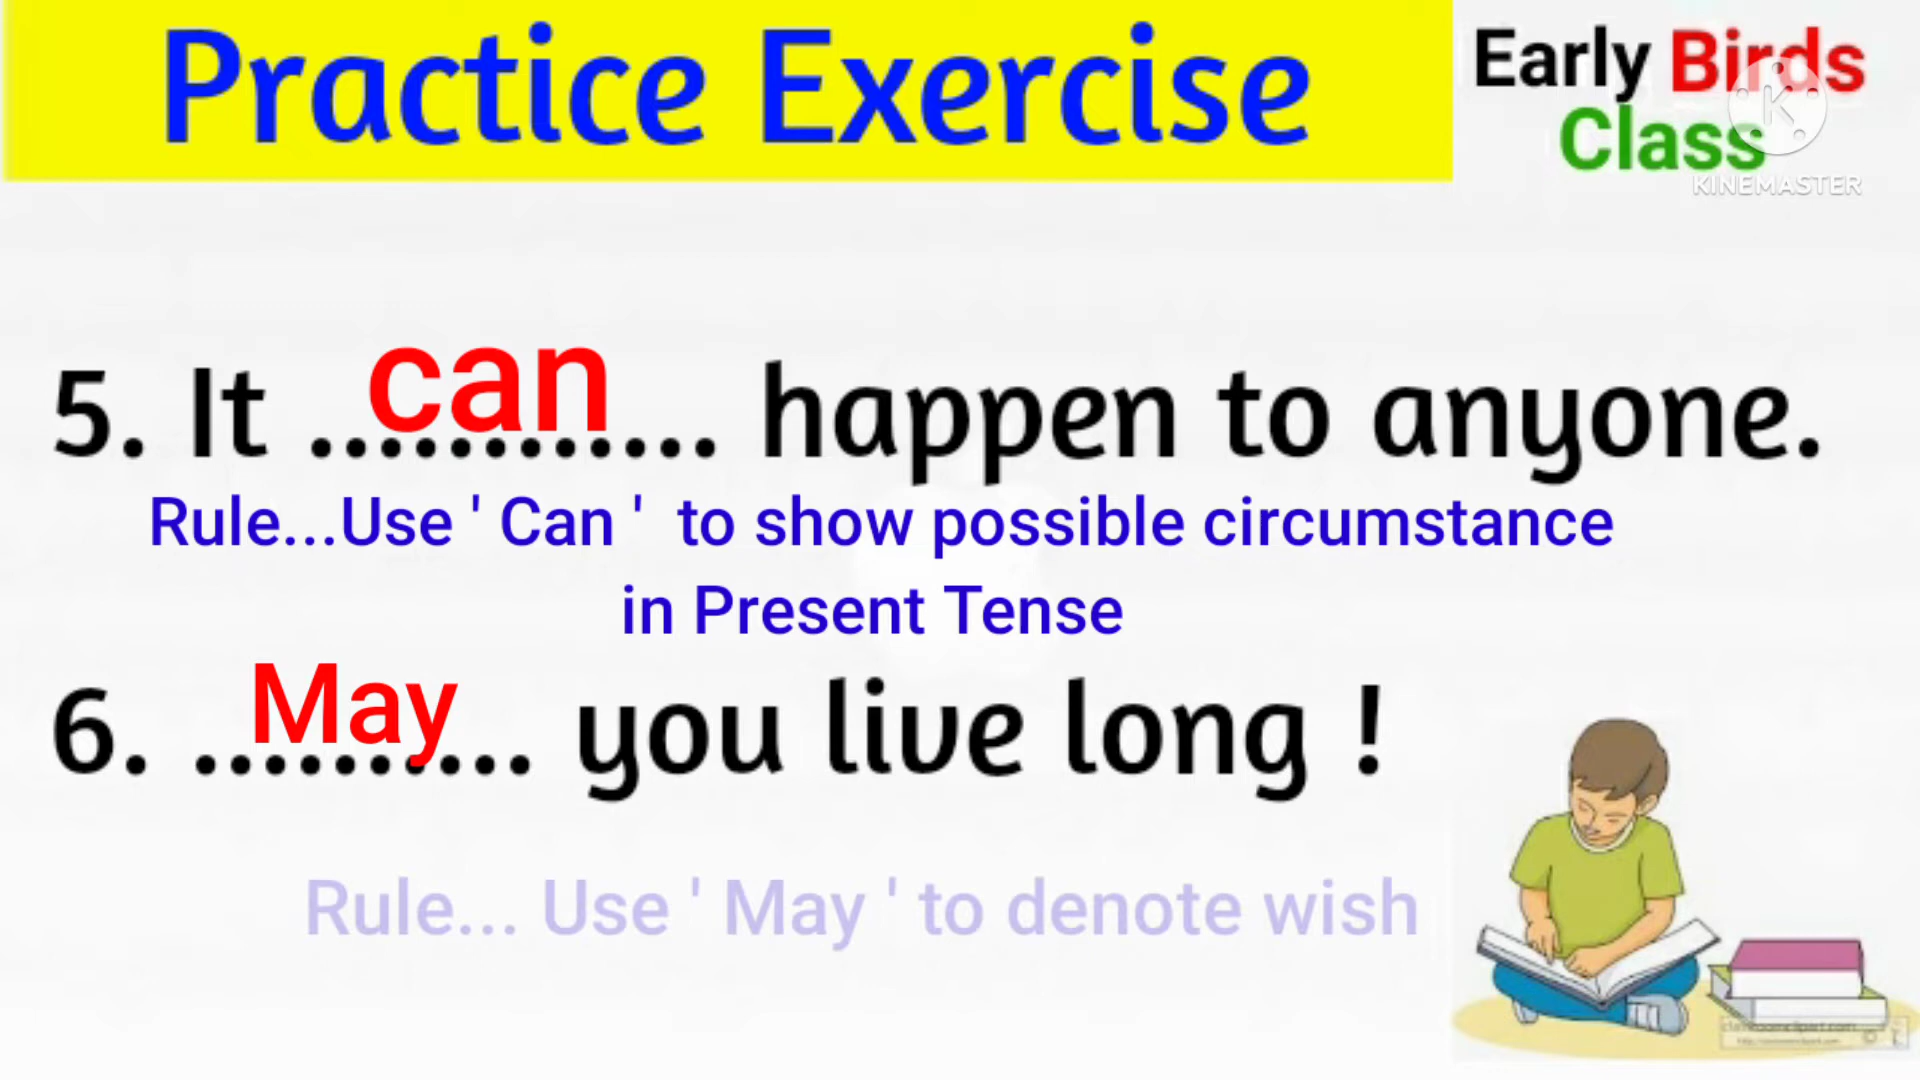 Practice Exercise
Early Birds
Class
KINEMASTER
5. It ............ happen to anyone.
can
Rule...Use ' Can ' to show possible circumstance
in Present Tense
6. .......... you live long !
May
Rule... Use ' May ' to denote wish